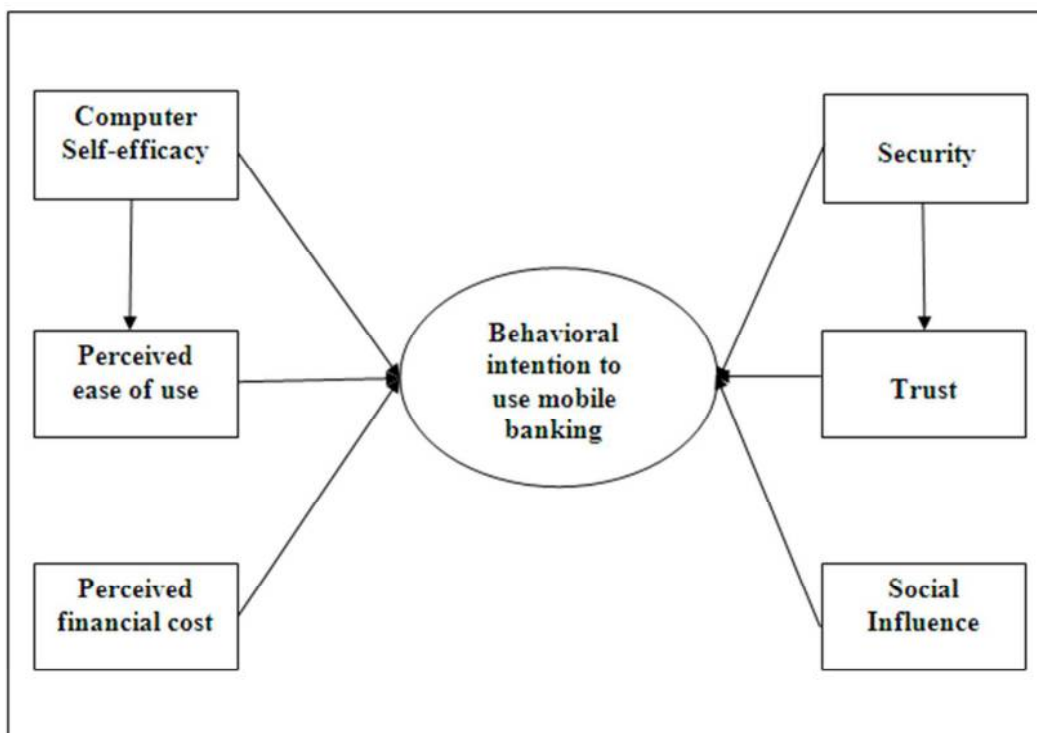 Computer
Self-efficacy
Security
Behavioral
intention to
use mobile
banking
Perceived
ease of use
Trust
Perceived
financial cost
Social
Influence